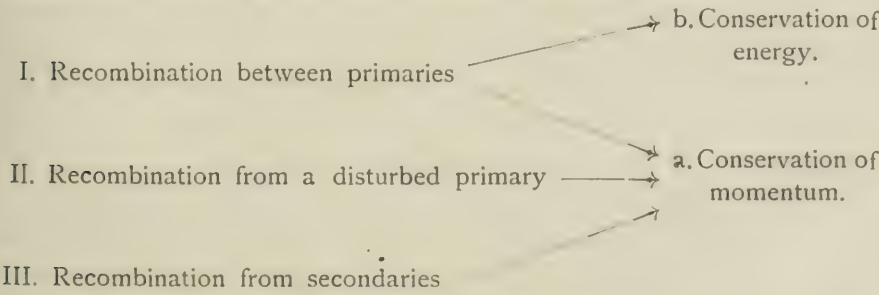 b. Conservation of
energy.
I. Recombination between primaries
a. Conservation of
momentum.
II. Recombination from a disturbed primary
III. Recombination from secondaries